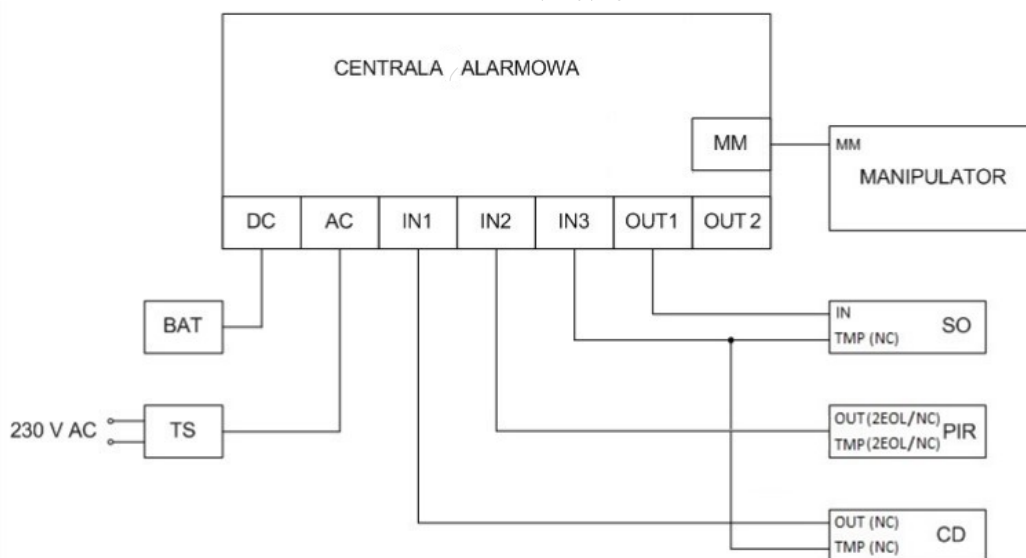 CENTRALA ALARMOWA
MM
MM
MANIPULATOR
DC
AC
IN1
IN2
IN3
OUT1
OUT 2
BAT
IN
SO
TMP (NC)
230 V AC
TS
OUT (2EOL/NC)
PIR
TMP (2EOL/NC)
OUT (NC)
CD
TMP (NC)